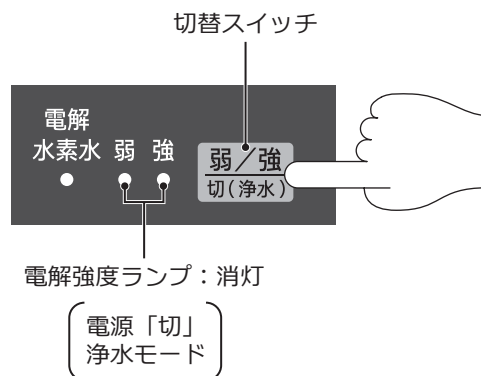 切替スイッチ
電解
水素水 弱 強
弱／強
切(浄水)
電解強度ランプ：消灯
電源「切」
浄水モード